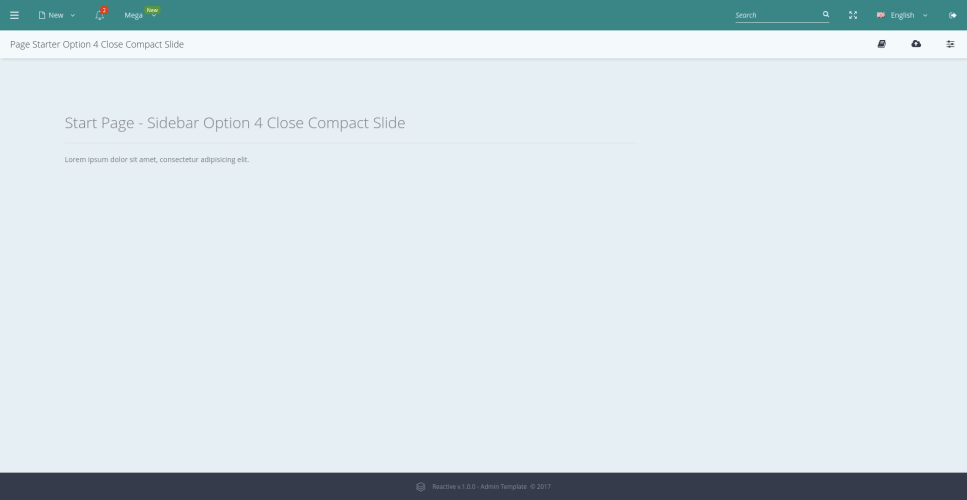 New
2
Mega
New
Search
English
Page Starter Option 4 Close Compact Slide
Start Page - Sidebar Option 4 Close Compact Slide
Lorem ipsum dolor sit amet, consectetur adipisicing elit.
Reactive v.1.0.0 - Admin Template © 2017